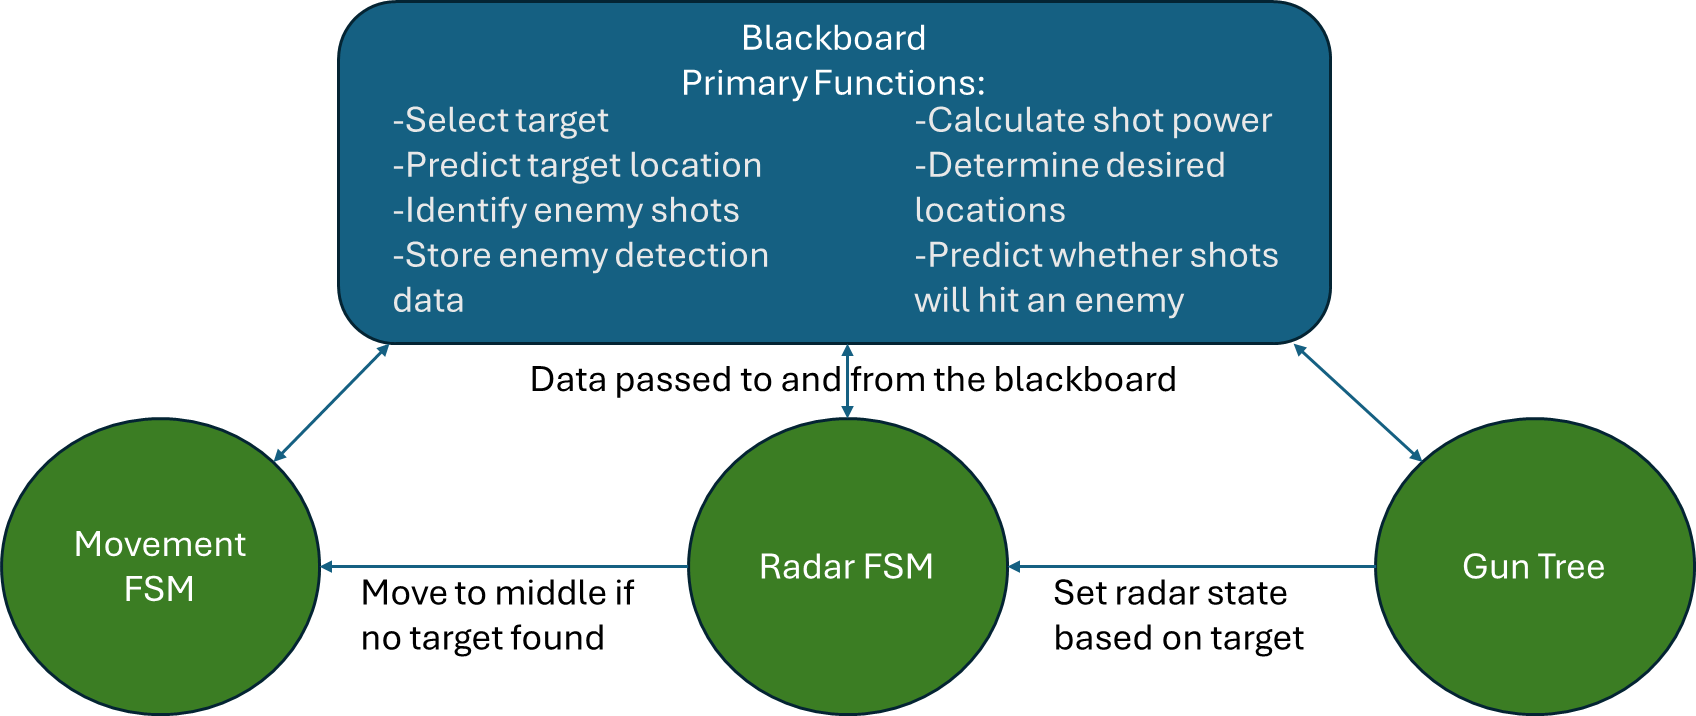 Blackboard
Primary Functions:
-Select target
-Predict target location
-Identify enemy shots
-Store enemy detection
data
-Calculate shot power
-Determine desired
locations
-Predict whether shots
will hit an enemy
Data passed to and from the blackboard
Movement
FSM
Move to middle if
no target found
Radar FSM
Set radar state
based on target
Gun Tree